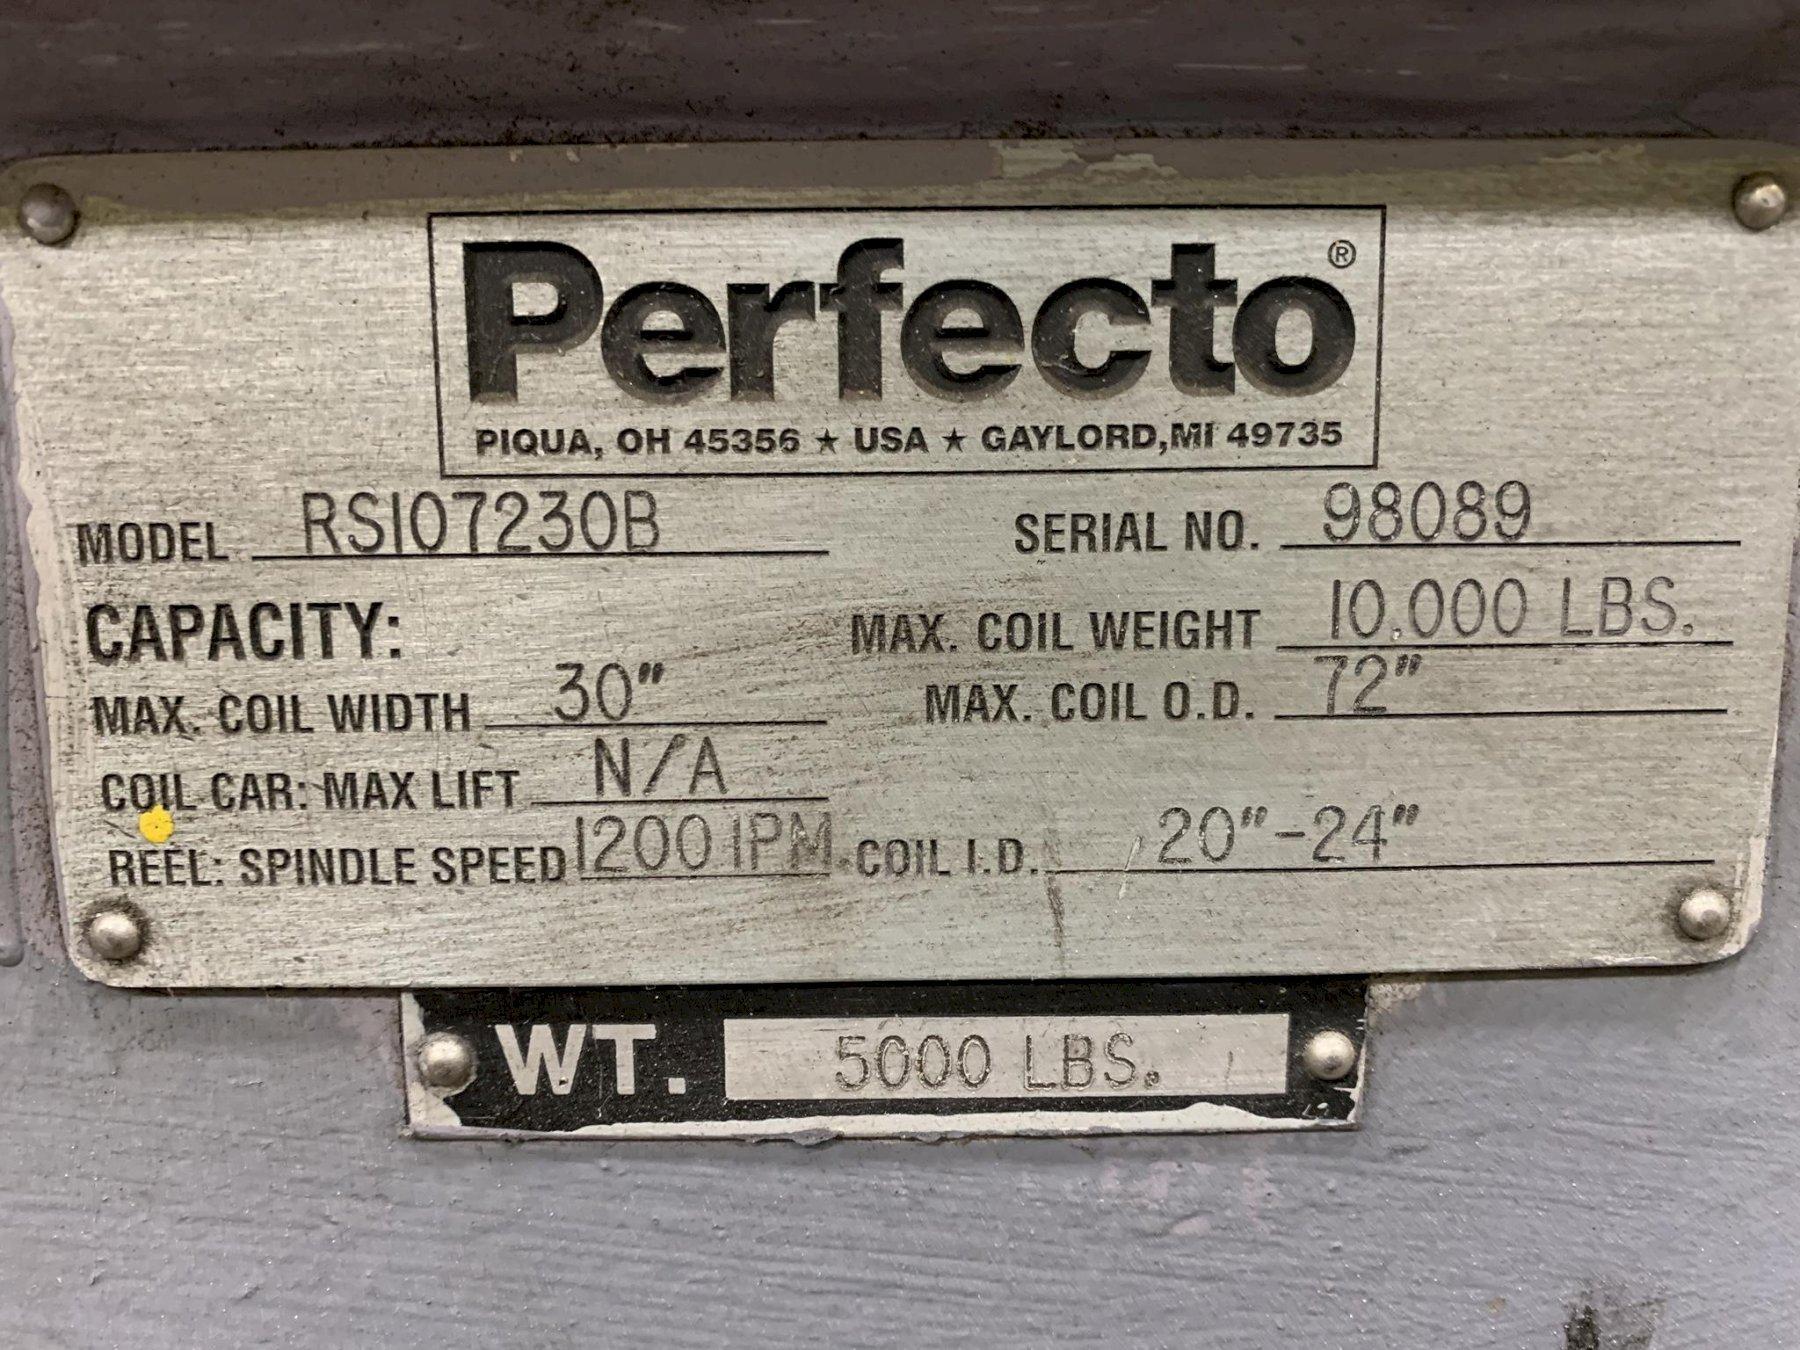 Perfecto®
PIQUA, OH 45356 ★ USA ★ GAYLORD, MI 49735
MODEL RS107230B SERIAL NO. 98089
CAPACITY: MAX. COIL WEIGHT 10,000 LBS.
MAX. COIL WIDTH 30" MAX. COIL O.D. 72"
COIL CAR: MAX LIFT N/A
REEL: SPINDLE SPEED 1200 IPM. COIL I.D. 20"-24"
WT. 5000 LBS.